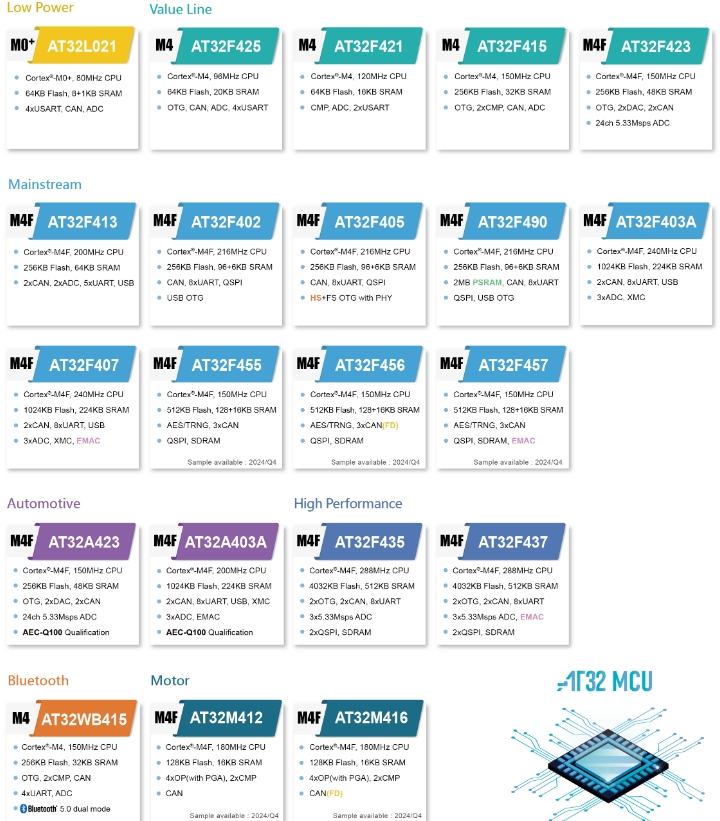 Low Power
M0+ AT32L021
Cortex®-M0+, 80MHz CPU
64KB Flash, 8+1KB SRAM
4xUSART, CAN, ADC
Value Line
M4 AT32F425
Cortex®-M4, 96MHz CPU
64KB Flash, 20KB SRAM
OTG, CAN, ADC, 4xUSART
M4 AT32F421
Cortex®-M4, 120MHz CPU
64KB Flash, 16KB SRAM
CMP, ADC, 2xUSART
M4 AT32F415
Cortex®-M4, 150MHz CPU
256KB Flash, 32KB SRAM
OTG, 2xCMP, CAN, ADC
M4F AT32F423
Cortex®-M4F, 150MHz CPU
256KB Flash, 48KB SRAM
OTG, 2xDAC, 2xCAN
24ch 5.33Msps ADC
Mainstream
M4F AT32F413
Cortex®-M4F, 200MHz CPU
256KB Flash, 64KB SRAM
2xCAN, 2xADC, 5xUART, USB
M4F AT32F402
Cortex®-M4F, 216MHz CPU
256KB Flash, 96+6KB SRAM
CAN, 8xUART, QSPI
USB OTG
M4F AT32F405
Cortex®-M4F, 216MHz CPU
256KB Flash, 96+6KB SRAM
CAN, 8xUART, QSPI
HS+FS OTG with PHY
M4F AT32F490
Cortex®-M4F, 216MHz CPU
256KB Flash, 96+6KB SRAM
2MB PSRAM, CAN, 8xUART
QSPI, USB OTG
M4F AT32F403A
Cortex®-M4F, 240MHz CPU
1024KB Flash, 224KB SRAM
2xCAN, 8xUART, USB
3xADC, XMC
M4F AT32F407
Cortex®-M4F, 240MHz CPU
1024KB Flash, 224KB SRAM
2xCAN, 8xUART, USB
3xADC, XMC, EMAC
M4F AT32F455
Cortex®-M4F, 150MHz CPU
512KB Flash, 128+16KB SRAM
AES/TRNG, 3xCAN
QSPI, SDRAM
Sample available : 2024/Q4
M4F AT32F456
Cortex®-M4F, 150MHz CPU
512KB Flash, 128+16KB SRAM
AES/TRNG, 3xCAN(FD)
QSPI, SDRAM
Sample available : 2024/Q4
M4F AT32F457
Cortex®-M4F, 150MHz CPU
512KB Flash, 128+16KB SRAM
AES/TRNG, 3xCAN
QSPI, SDRAM, EMAC
Sample available : 2024/Q4
Automotive
M4F AT32A423
Cortex®-M4F, 150MHz CPU
256KB Flash, 48KB SRAM
OTG, 2xDAC, 2xCAN
24ch 5.33Msps ADC
AEC-Q100 Qualification
M4F AT32A403A
Cortex®-M4F, 200MHz CPU
1024KB Flash, 224KB SRAM
2xCAN, 8xUART, USB, XMC
3xADC, EMAC
AEC-Q100 Qualification
High Performance
M4F AT32F435
Cortex®-M4F, 288MHz CPU
4032KB Flash, 512KB SRAM
2xOTG, 2xCAN, 8xUART
3x5.33Msps ADC
2xQSPI, SDRAM
M4F AT32F437
Cortex®-M4F, 288MHz CPU
4032KB Flash, 512KB SRAM
2xOTG, 2xCAN, 8xUART
3x5.33Msps ADC, EMAC
2xQSPI, SDRAM
Bluetooth
M4 AT32WB415
Cortex®-M4, 150MHz CPU
256KB Flash, 32KB SRAM
OTG, 2xCMP, CAN
4xUART, ADC
Bluetooth® 5.0 dual mode
Motor
M4F AT32M412
Cortex®-M4F, 180MHz CPU
128KB Flash, 16KB SRAM
4xOP(with PGA), 2xCMP
CAN
Sample available : 2024/Q4
M4F AT32M416
Cortex®-M4F, 180MHz CPU
128KB Flash, 16KB SRAM
4xOP(with PGA), 2xCMP
CAN(FD)
Sample available : 2024/Q4
AT32 MCU